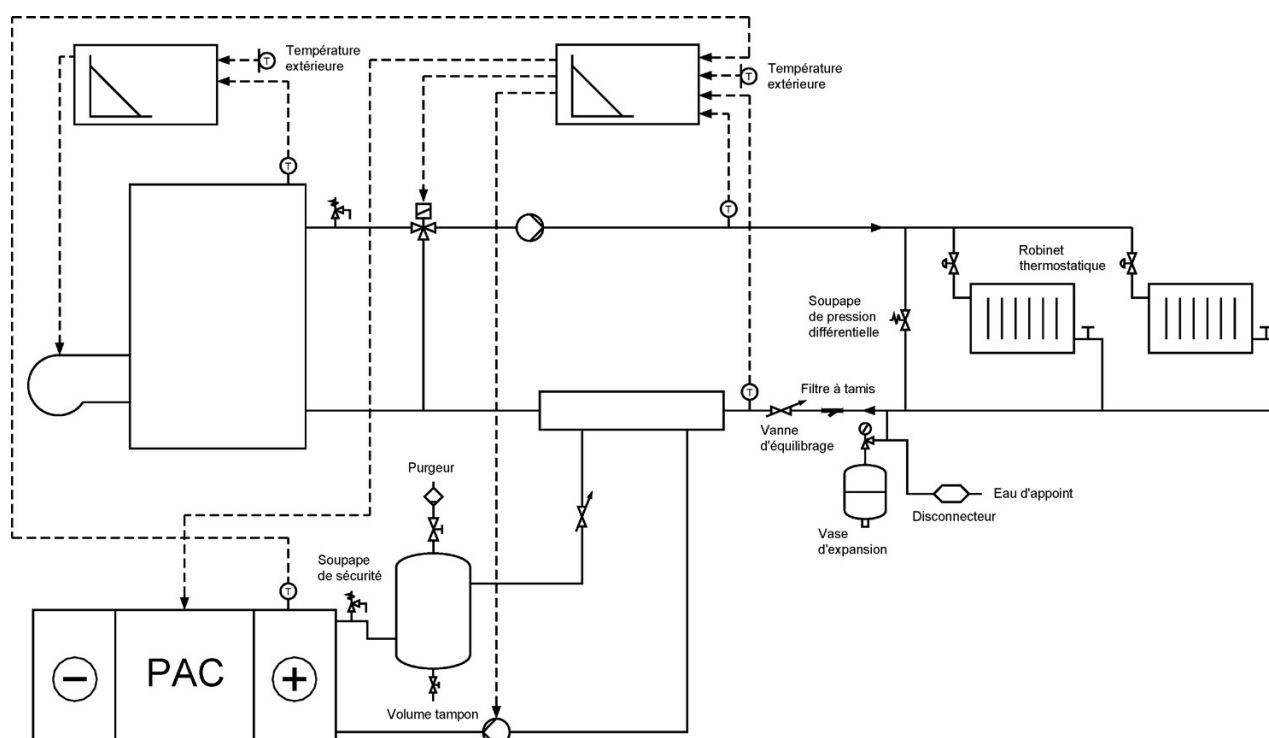 Température
extérieure
T
Température
extérieure
T
T
T
Robinet
thermostatique
Soupape
de pression
différentielle
T
Filtre à tamis
Vanne
d'équilibrage
Purgeur
Eau d'appoint
Disconnecteur
Vase
d'expansion
Soupape
de sécurité
T
PAC
Volume tampon